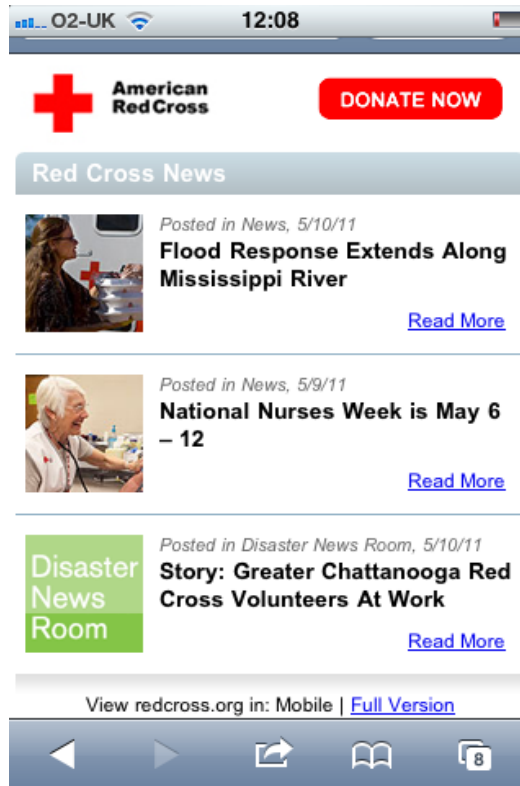 O2-UK 12:08
American
Red Cross
DONATE NOW
Red Cross News
Posted in News, 5/10/11
Flood Response Extends Along
Mississippi River
Read More
Posted in News, 5/9/11
National Nurses Week is May 6
– 12
Read More
Disaster
News
Room
Posted in Disaster News Room, 5/10/11
Story: Greater Chattanooga Red
Cross Volunteers At Work
Read More
View redcross.org in: Mobile | Full Version
8